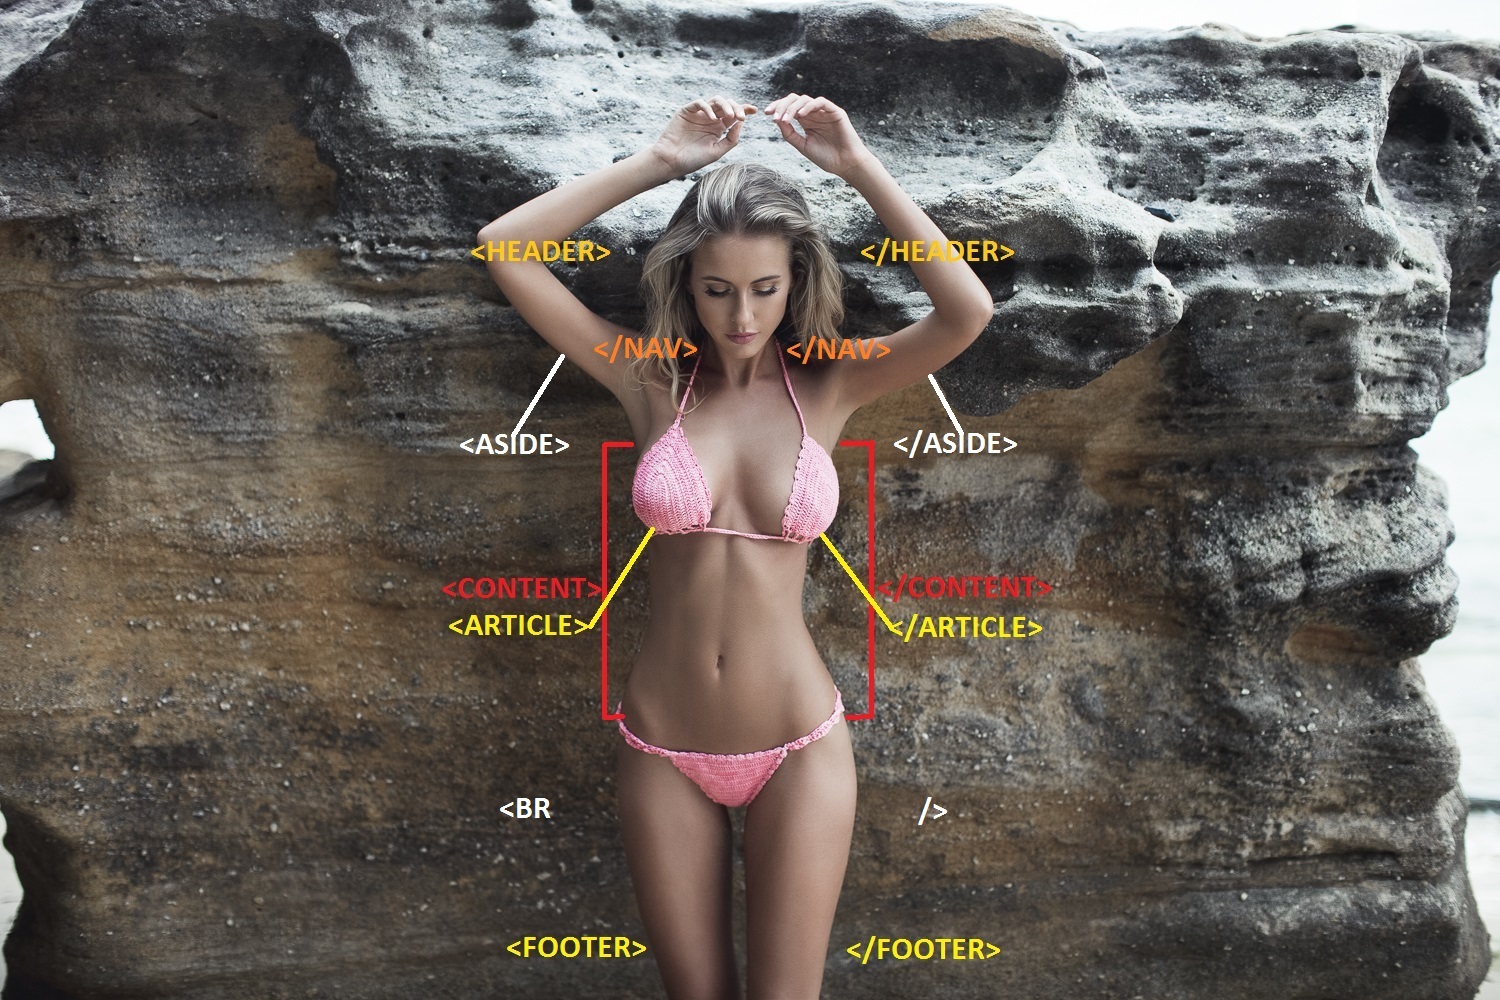 <HEADER> </HEADER>
</NAV> </NAV>
<ASIDE> </ASIDE>
<CONTENT> </CONTENT>
<ARTICLE> </ARTICLE>
<BR />
<FOOTER> </FOOTER>